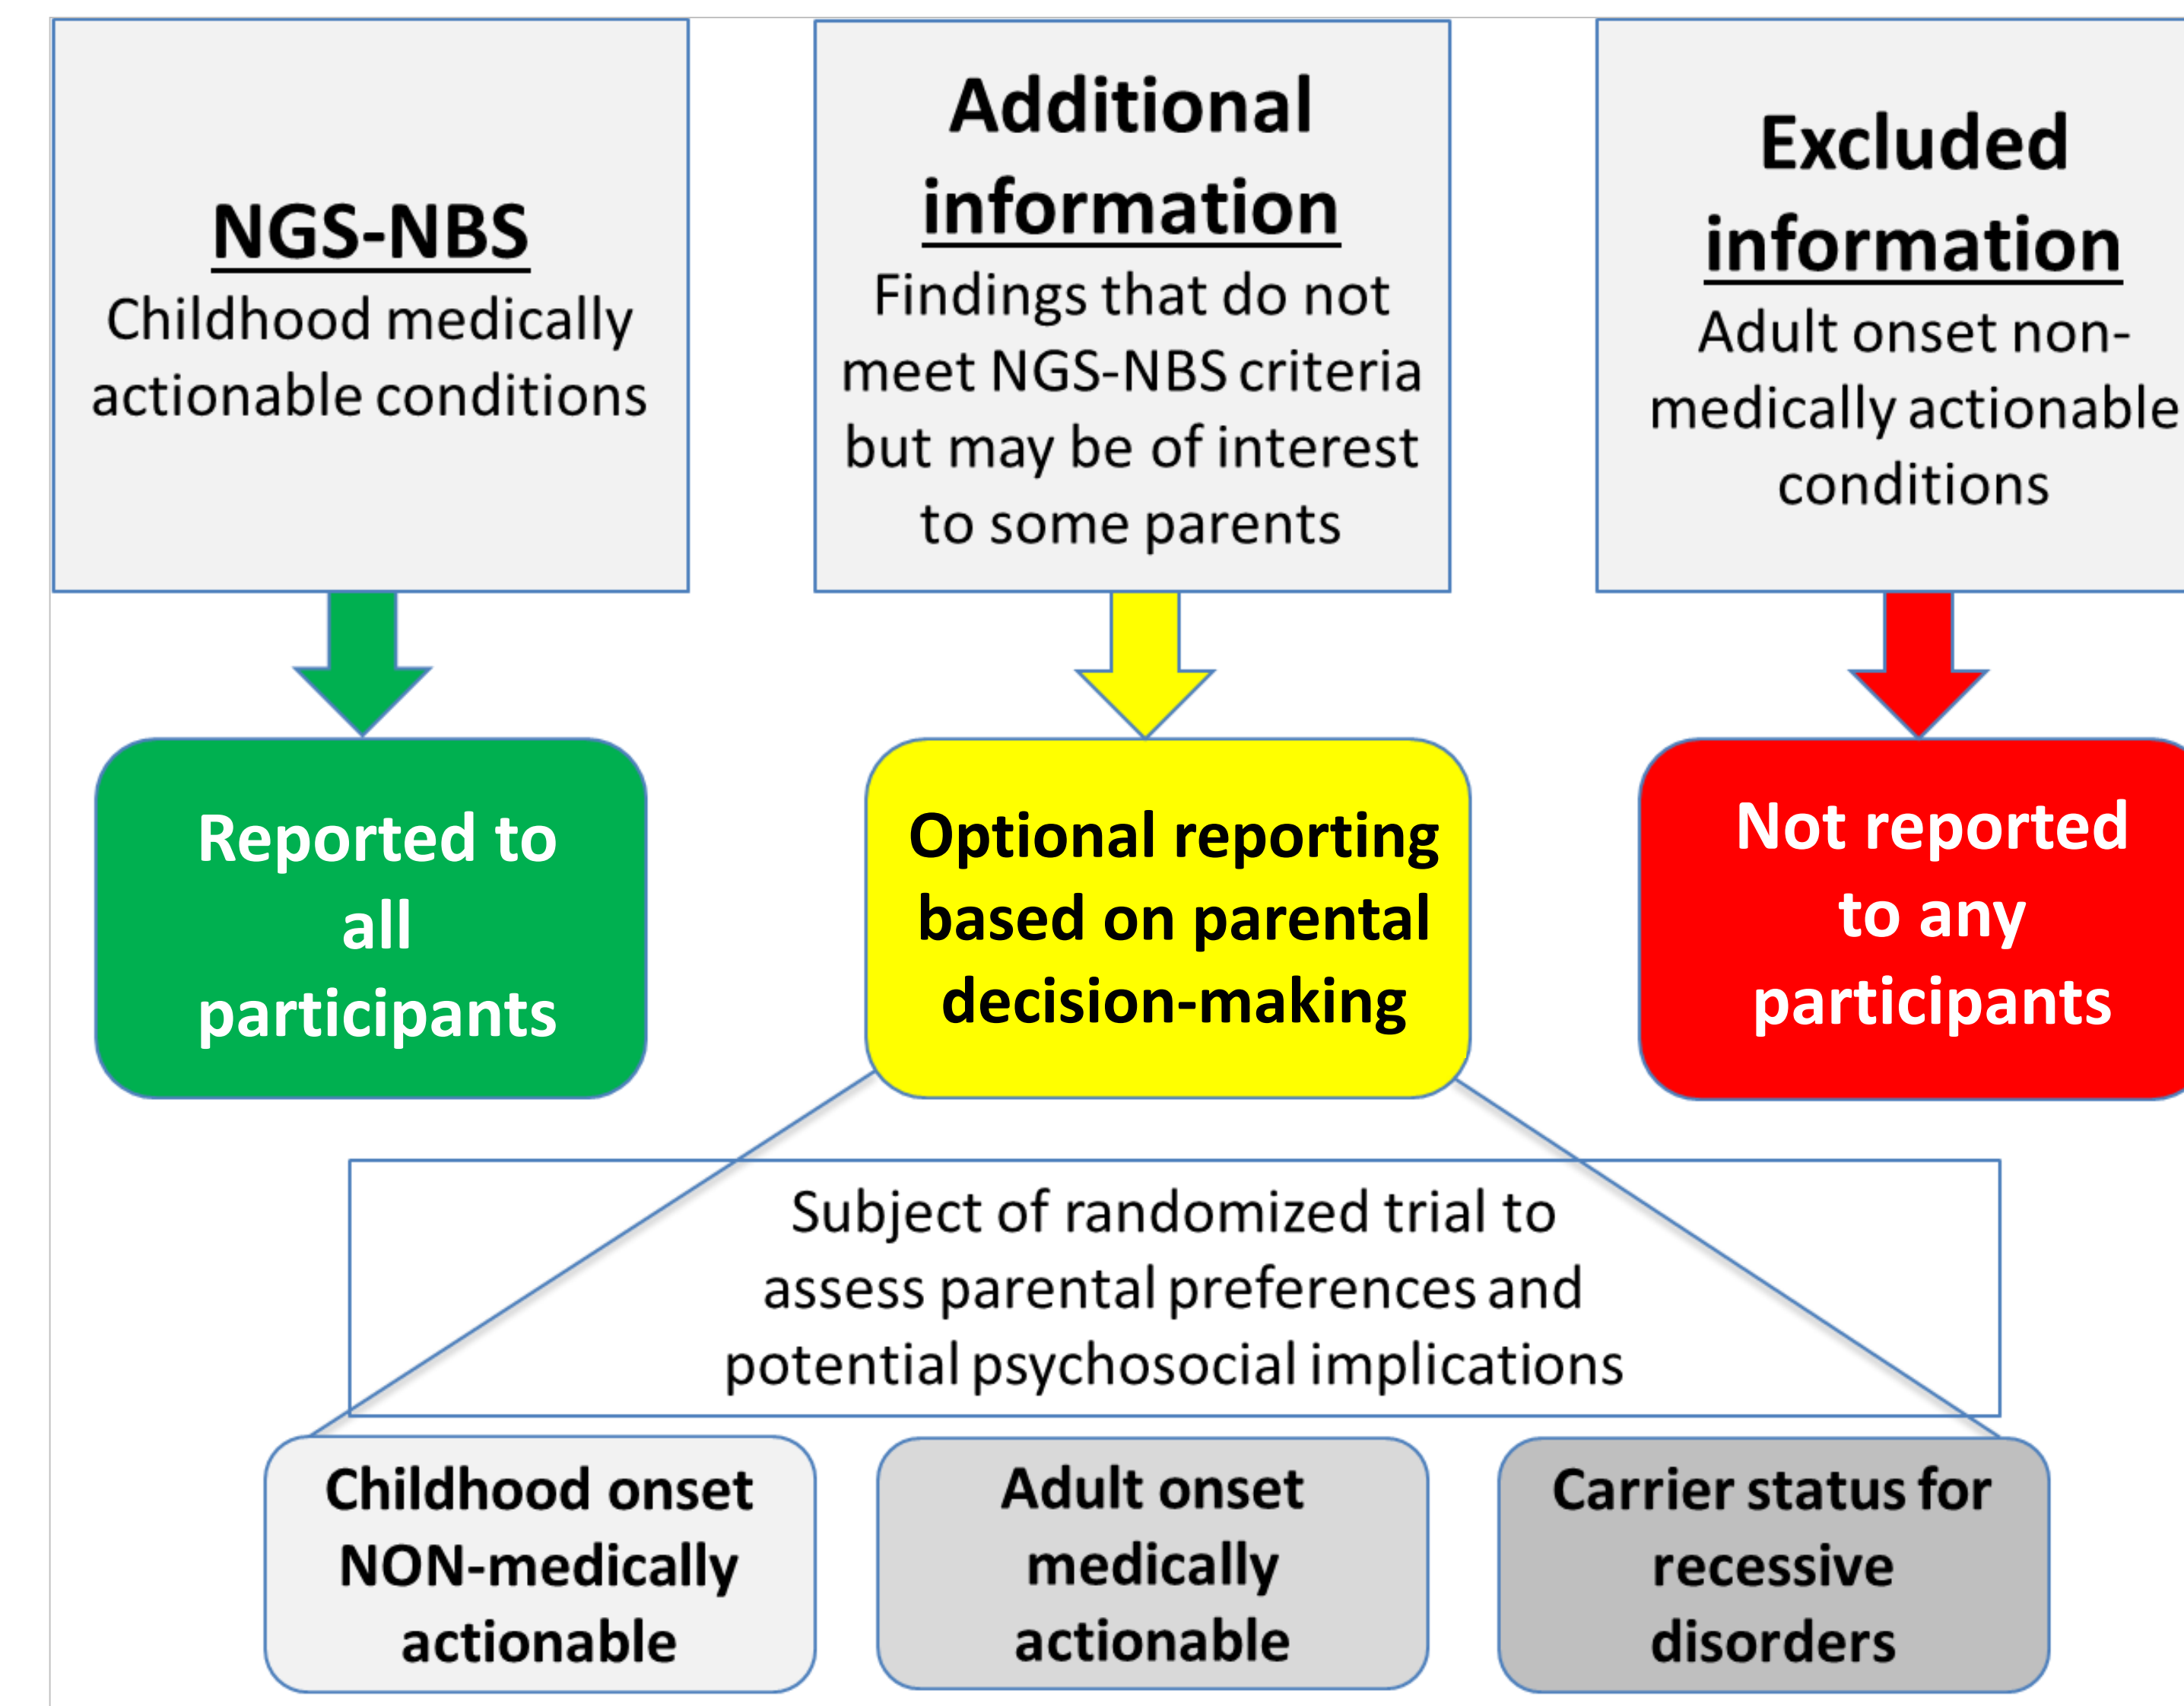 NGS-NBS
Childhood medically
actionable conditions
Additional
information
Findings that do not
meet NGS-NBS criteria
but may be of interest
to some parents
Excluded
information
Adult onset non-
medically actionable
conditions
Reported to
all
participants
Optional reporting
based on parental
decision-making
Not reported
to any
participants
Subject of randomized trial to
assess parental preferences and
potential psychosocial implications
Childhood onset
NON-medically
actionable
Adult onset
medically
actionable
Carrier status for
recessive
disorders